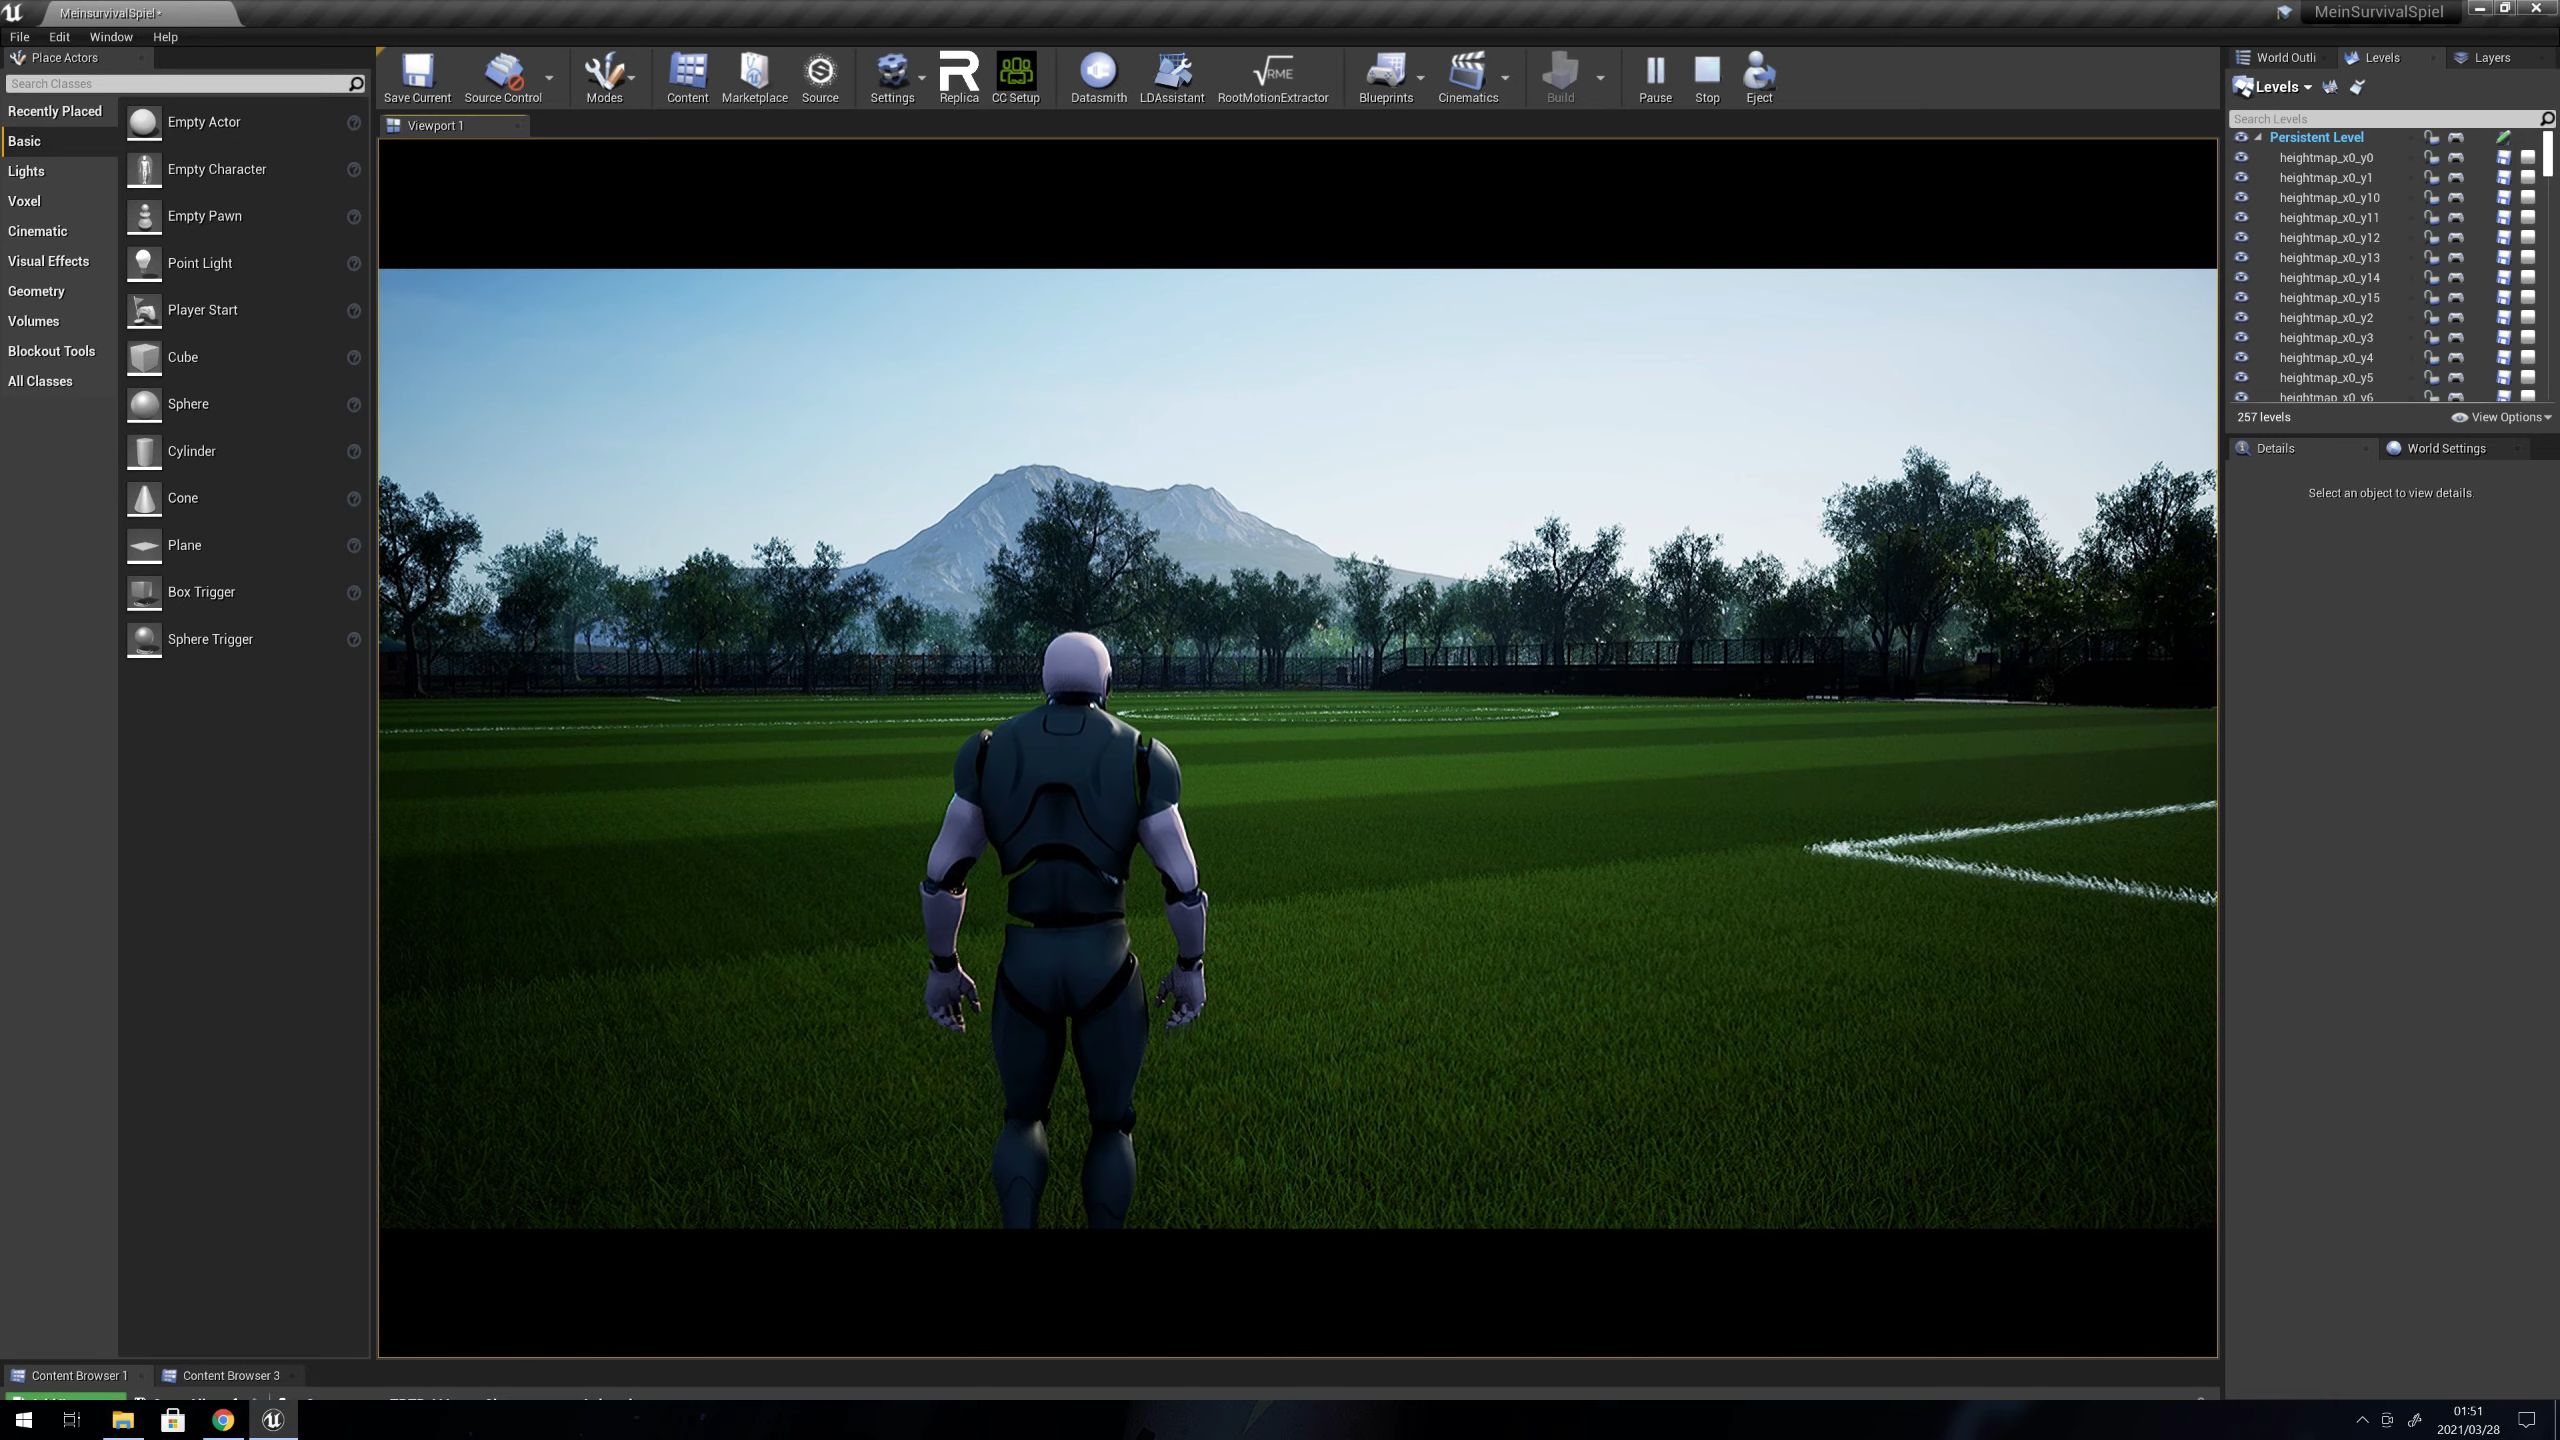 MeinsurvivalSpiel•
MeinSurvivalSpiel
File Edit Window Help
Place Actors
Search Classes
Recently Placed
Basic
Lights
Voxel
Cinematic
Visual Effects
Geometry
Volumes
Blockout Tools
All Classes
Empty Actor
Empty Character
Empty Pawn
Point Light
Player Start
Cube
Sphere
Cylinder
Cone
Plane
Box Trigger
Sphere Trigger
Save Current Source Control Modes Content Marketplace Source Settings Replica CC Setup Datasmith LDAssistant RootMotionExtractor Blueprints Cinematics Build Pause Stop Eject
√RME
Viewport 1
World Outli Levels Layers
Levels
Search Levels
Persistent Level
heightmap_x0_y0
heightmap_x0_y1
heightmap_x0_y10
heightmap_x0_y11
heightmap_x0_y12
heightmap_x0_y13
heightmap_x0_y14
heightmap_x0_y15
heightmap_x0_y2
heightmap_x0_y3
heightmap_x0_y4
heightmap_x0_y5
heightmap_x0_y6
257 levels View Options
Details World Settings
Select an object to view details.
Content Browser 1 Content Browser 3
01:51
2021/03/28